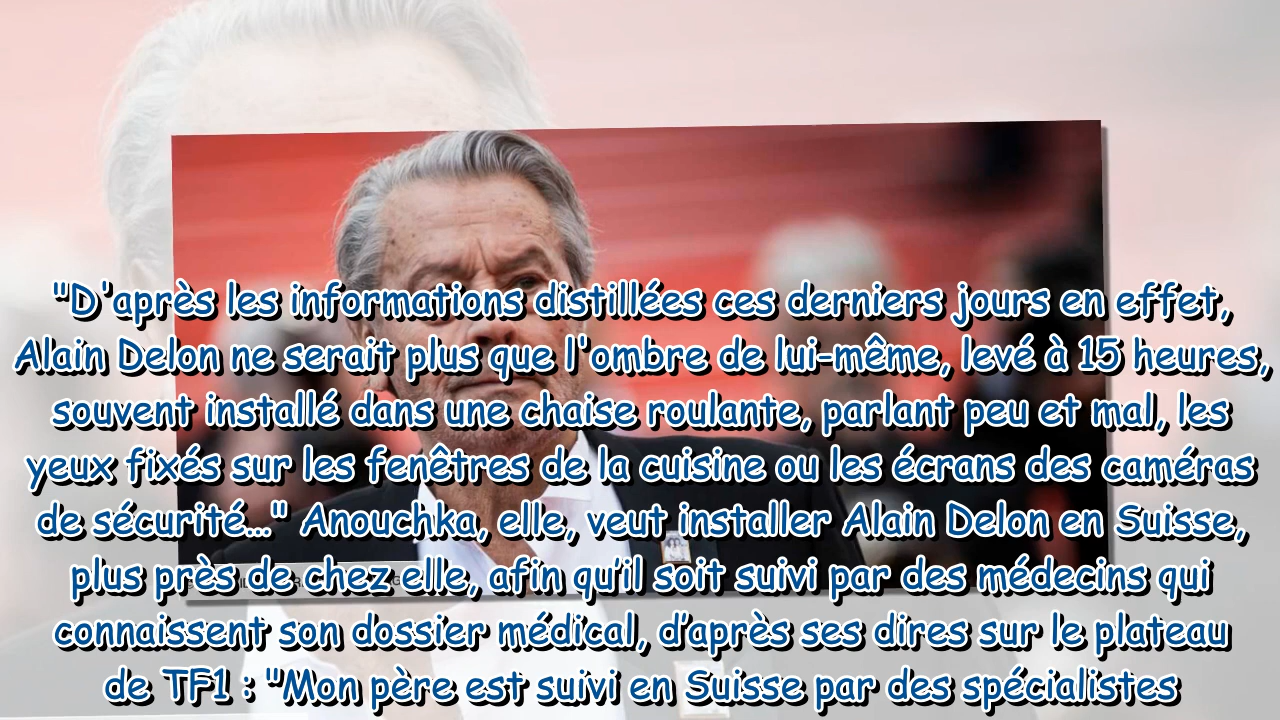 "D'après les informations distillées ces derniers jours en effet,
Alain Delon ne serait plus que l'ombre de lui-même, levé à 15 heures,
souvent installé dans une chaise roulante, parlant peu et mal, les
yeux fixés sur les fenêtres de la cuisine ou les écrans des caméras
de sécurité..." Anouchka, elle, veut installer Alain Delon en Suisse,
plus près de chez elle, afin qu’il soit suivi par des médecins qui
connaissent son dossier médical, d’après ses dires sur le plateau
de TF1 : "Mon père est suivi en Suisse par des spécialistes